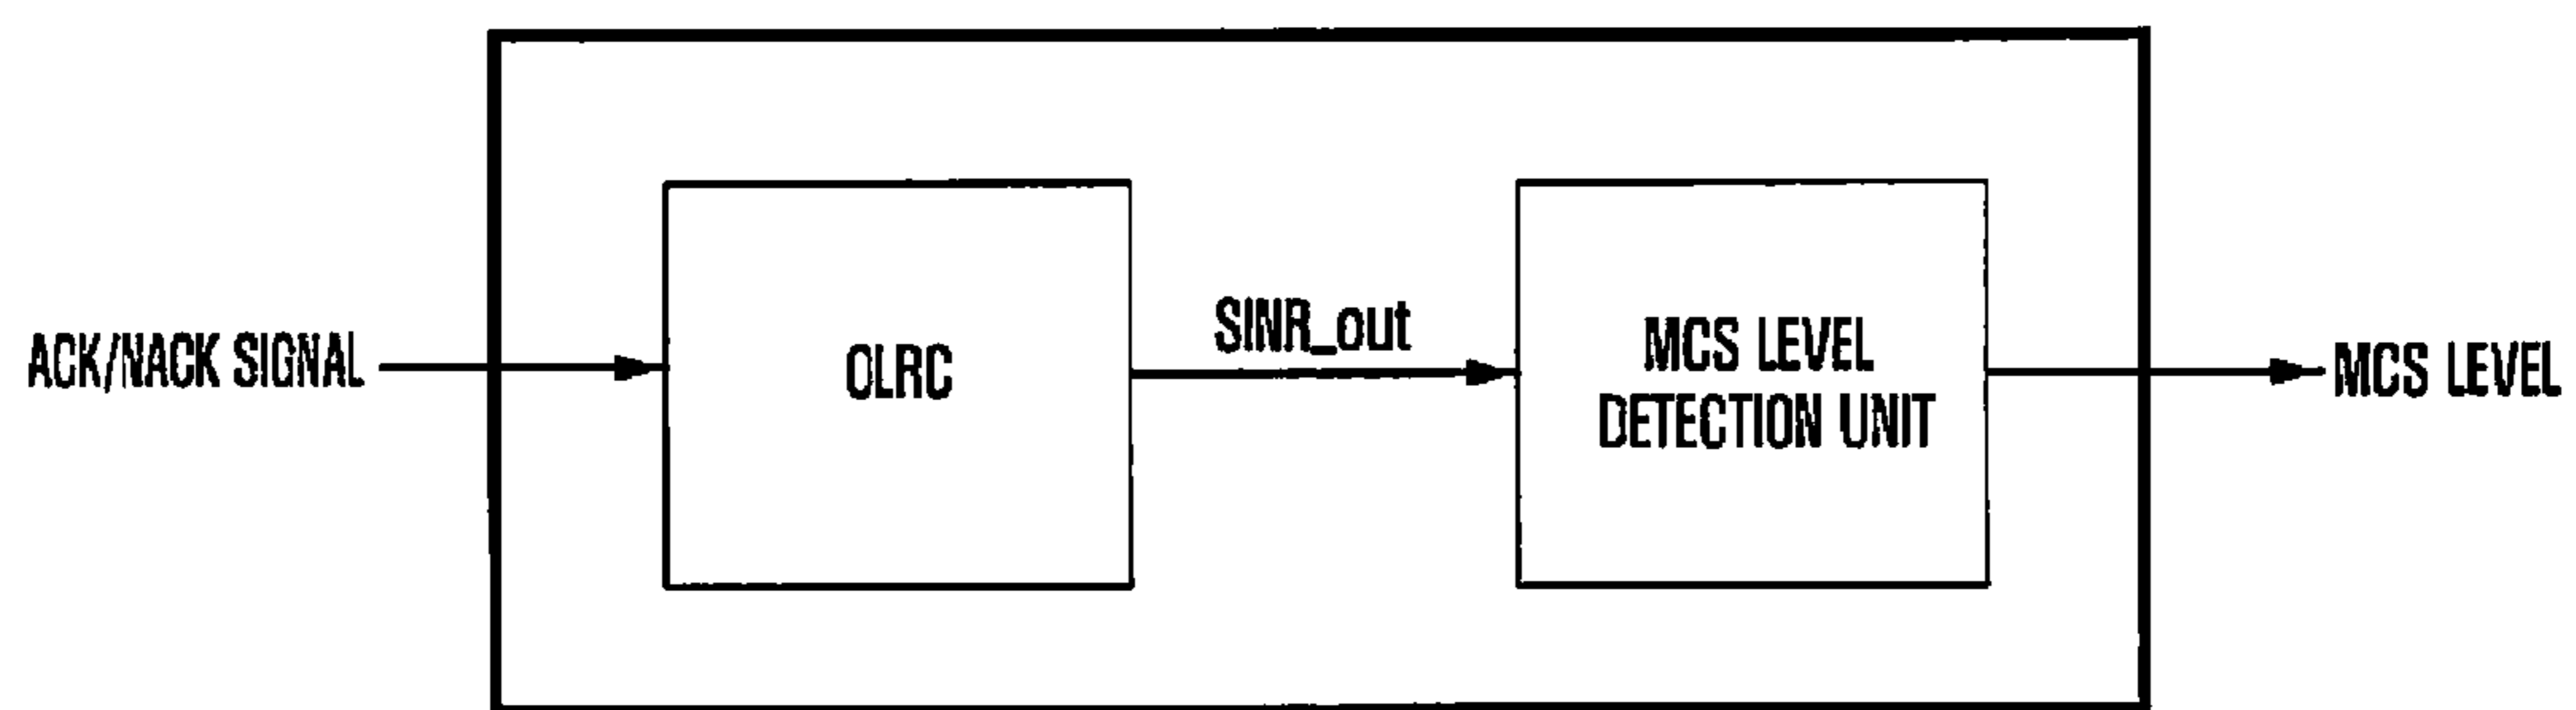 ACK/NACK SIGNAL
OLRC
SINR_out
MCS LEVEL
DETECTION UNIT
MCS LEVEL